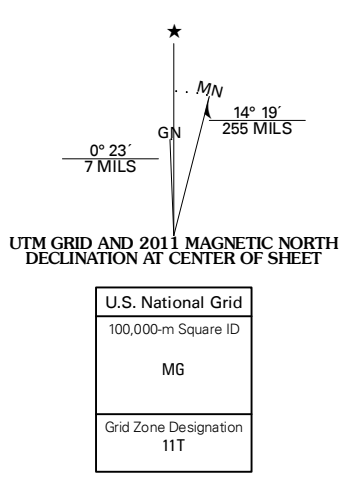 ★
MN
GN
14° 19´
255 MILS
0° 23´
7 MILS
UTM GRID AND 2011 MAGNETIC NORTH
DECLINATION AT CENTER OF SHEET
U.S. National Grid
100,000-m Square ID
MG
Grid Zone Designation
11T